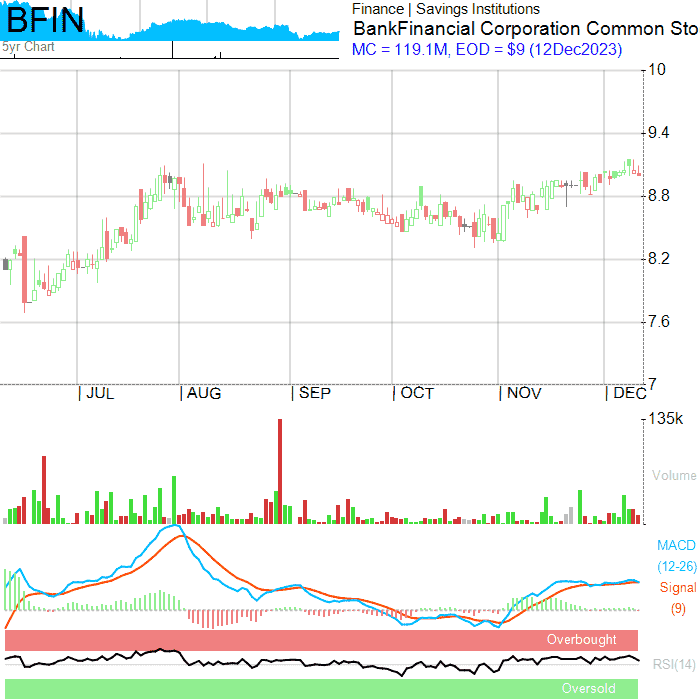 BFIN
5yr Chart
Finance | Savings Institutions
BankFinancial Corporation Common Sto
MC = 119.1M, EOD = $9 (12Dec2023)
10
9.4
8.8
8.2
7.6
7
| JUL | AUG | SEP | OCT | NOV | DEC
135k
Volume
MACD
(12-26)
Signal
(9)
Overbought
RSI(14)
Oversold